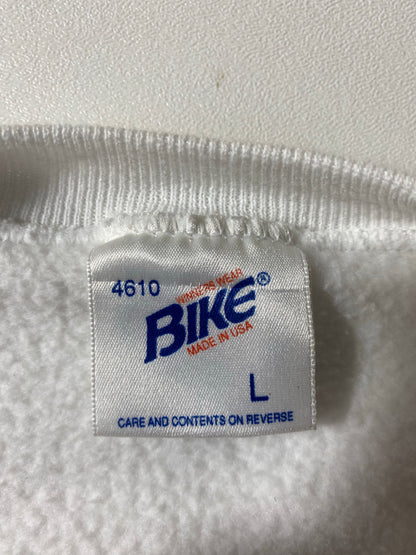 4610
WINNERS WEAR
BIKE®
MADE IN USA
L
CARE AND CONTENTS ON REVERSE